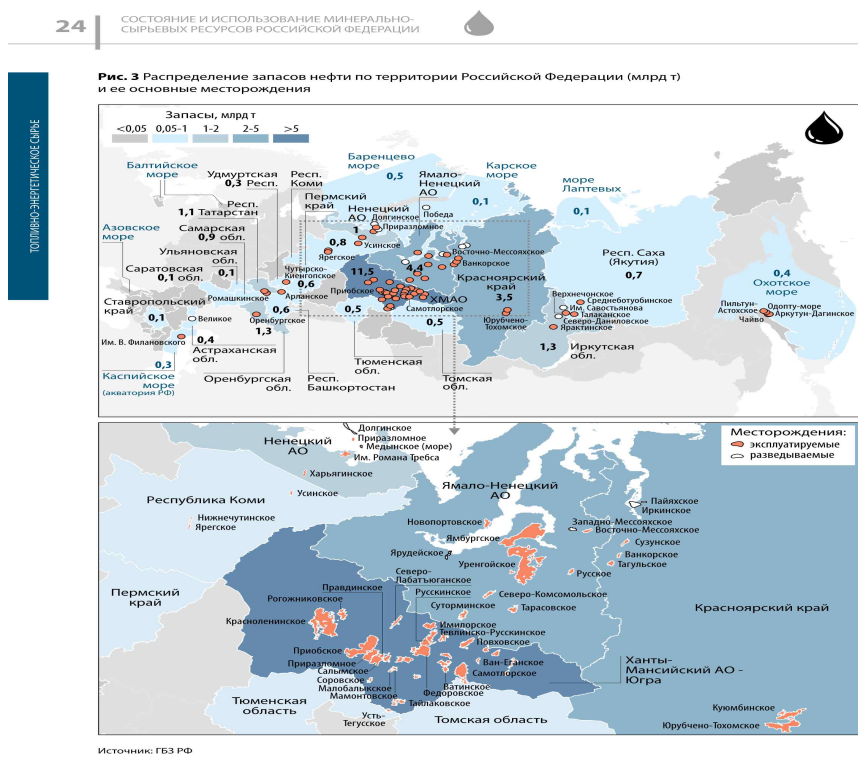 24
СОСТОЯНИЕ И ИСПОЛЬЗОВАНИЕ МИНЕРАЛЬНО-
СЫРЬЕВЫХ РЕСУРСОВ РОССИЙСКОЙ ФЕДЕРАЦИИ
ТОПЛИВНО-ЭНЕРГЕТИЧЕСКОЕ СЫРЬЕ
Рис. 3 Распределение запасов нефти по территории Российской Федерации (млрд т)
и ее основные месторождения
Запасы, млрд т
<0,05 0,05-1 1-2 2-5 >5
Балтийское
море
Удмуртская
0,3 Респ.
Респ.
Коми
Баренцево
море
0,5
Ямало-
Ненецкий
АО
Карское
море
0,1
море
Лаптевых
0,1
Пермский
край
Ненецкий
АО
1
Долгинское
Победа
Приразломное
Респ.
1,1 Татарстан
Азовское
море
Самарская
0,9 обл.
Ульяновская
обл.
0,1
Саратовская
0,1 обл.
0,8
Усинское
Ярегское
Чутырско-
Киенгопское
0,6
11,5
4,4
Восточно-Мессояхское
Ванкорское
Красноярский
край
3,5
Респ. Саха
(Якутия)
0,7
0,4
Охотское
море
Ставропольский
край
0,1
Ромашкинское
Арланское
Приобское
ХМАО
Самотлорское
Верхнечонское
Среднеботуобинское
Им. Савостьянова
Талаканское
Северо-Даниловское
Ярактинское
Пильтун-
Астохское
Чайво
Одопту-море
Аркутун-Дагинское
Великое
0,6
Оренбургское
1,3
0,5
0,5
Юрубчено-
Тохомское
Им. В. Филановского
0,4
Астраханская
обл.
1,3
Иркутская
обл.
0,3
Каспийское
море
(акватория РФ)
Оренбургская
обл.
Респ.
Башкортостан
Тюменская
обл.
Томская
обл.
Долгинское
Приразломное
Медынское (море)
Им. Романа Требса
Ненецкий
АО
Харьягинское
Усинское
Месторождения:
эксплуатируемые
разведываемые
Ямало-Ненецкий
АО
Республика Коми
Нижнечутинское
Ярегское
Пайяхское
Иркинское
Новопортовское
Западно-Мессояхское
Восточно-Мессояхское
Ямбургское
Сузунское
Ярудейское
Ванкорское
Уренгойское
Тагульское
Русское
Пермский
край
Северо-
Лабатъюганское
Правдинское
Русскинское
Северо-Комсомольское
Рогожниковское
Сутorминское
Тарасовское
Красноярский край
Красноленинское
Имилорское
Тевлинско-Русскинское
Повховское
Приобское
Приразломное
Ван-Еганское
Ханты-
Мансийский АО -
Югра
Салымское
Самотлорское
Соровское
Малобалыкское
Ватинское
Мамонтовское
Федоровское
Тайлаковское
Тюменская
область
Усть-
Тегусское
Томская область
Куюмбинское
Юрубчено-Тохомское
Источник: ГБЗ РФ